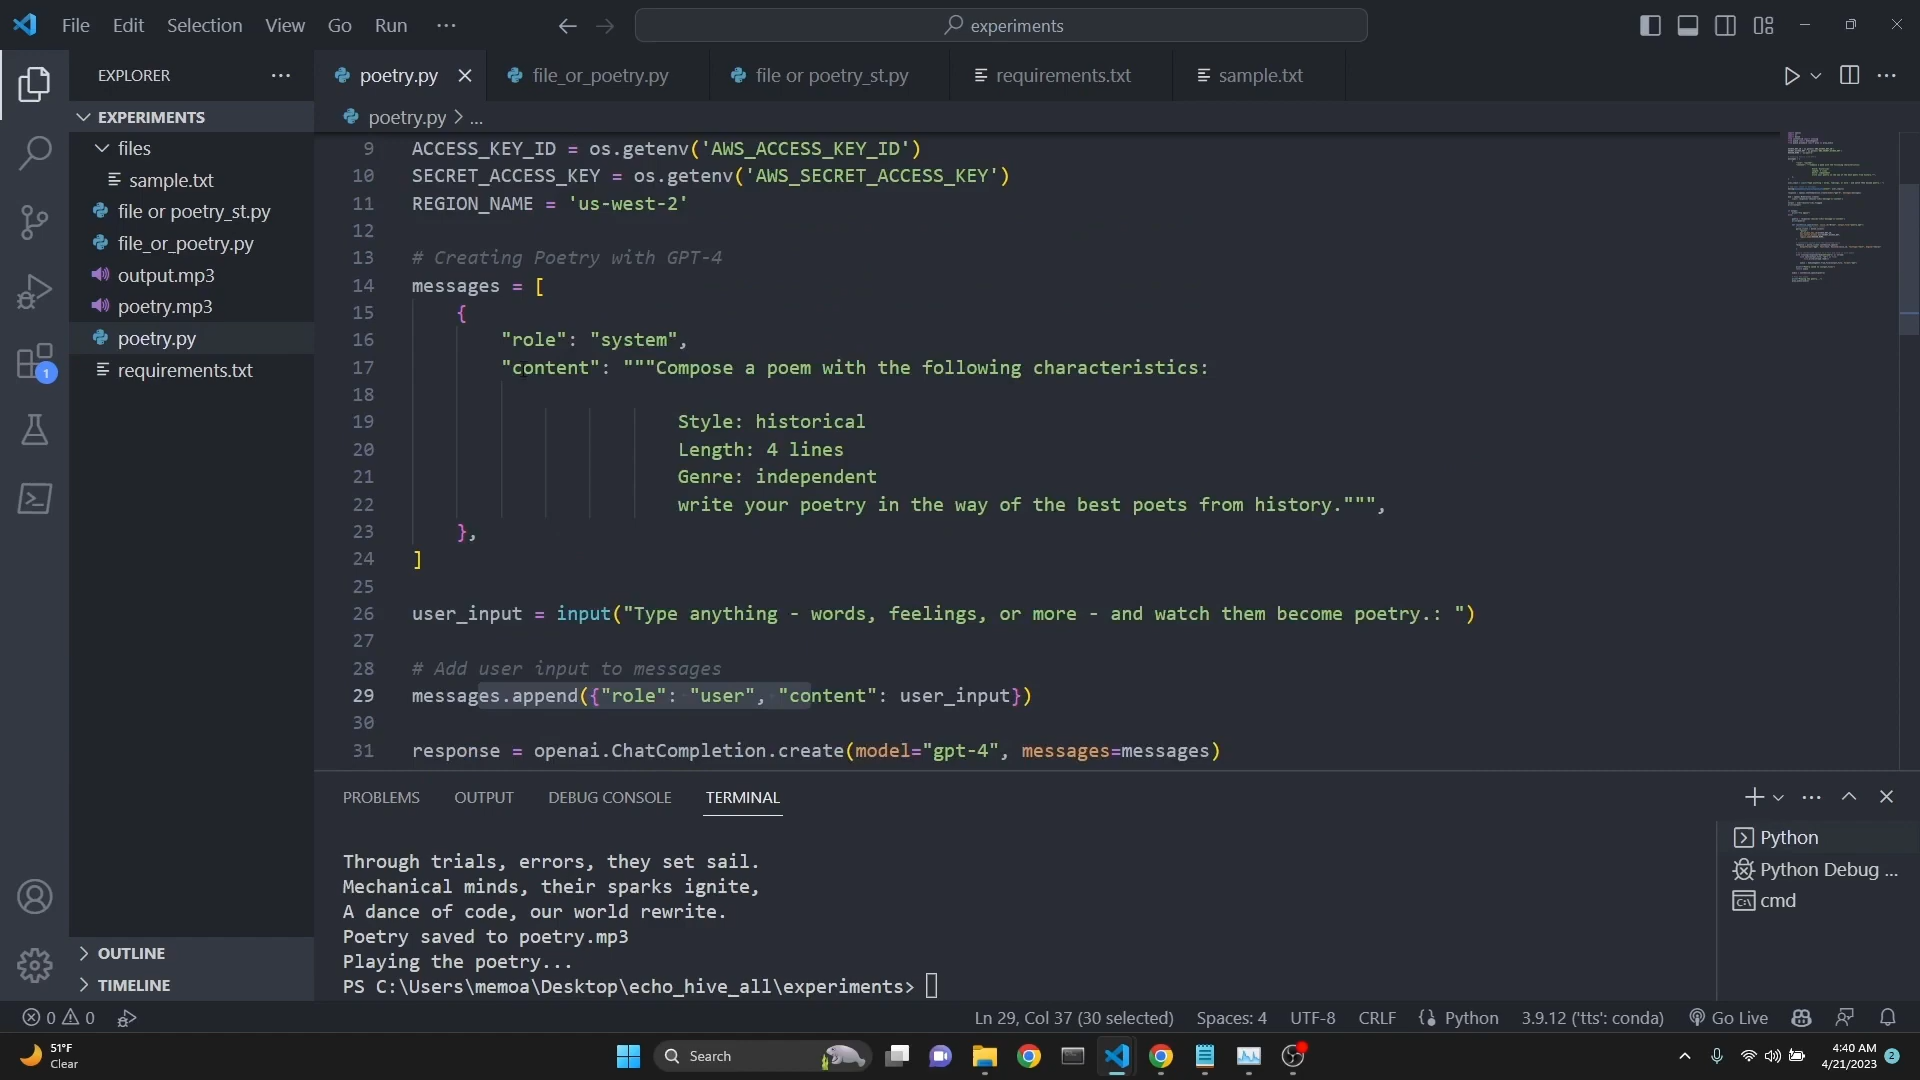 File Edit Selection View Go Run ···
experiments
EXPLORER ···
EXPERIMENTS
files
sample.txt
file or poetry_st.py
file_or_poetry.py
output.mp3
poetry.mp3
poetry.py
requirements.txt
OUTLINE
TIMELINE
1
poetry.py file_or_poetry.py file or poetry_st.py requirements.txt sample.txt
poetry.py > ...
9 ACCESS_KEY_ID = os.getenv('AWS_ACCESS_KEY_ID')
10 SECRET_ACCESS_KEY = os.getenv('AWS_SECRET_ACCESS_KEY')
11 REGION_NAME = 'us-west-2'
12
13 # Creating Poetry with GPT-4
14 messages = [
15 {
16 "role": "system",
17 "content": """Compose a poem with the following characteristics:
18
19 Style: historical
20 Length: 4 lines
21 Genre: independent
22 write your poetry in the way of the best poets from history.""",
23 },
24 ]
25
26 user_input = input("Type anything - words, feelings, or more - and watch them become poetry.: ")
27
28 # Add user input to messages
29 messages.append({"role": "user", "content": user_input})
30
31 response = openai.ChatCompletion.create(model="gpt-4", messages=messages)
PROBLEMS OUTPUT DEBUG CONSOLE TERMINAL
Through trials, errors, they set sail.
Mechanical minds, their sparks ignite,
A dance of code, our world rewrite.
Poetry saved to poetry.mp3
Playing the poetry...
PS C:\Users\memoa\Desktop\echo_hive_all\experiments>
Python
Python Debug ...
cmd
0 0 Ln 29, Col 37 (30 selected) Spaces: 4 UTF-8 CRLF Python 3.9.12 ('tts': conda) Go Live
51°F
Clear
Search
4:40 AM
4/21/2023
2